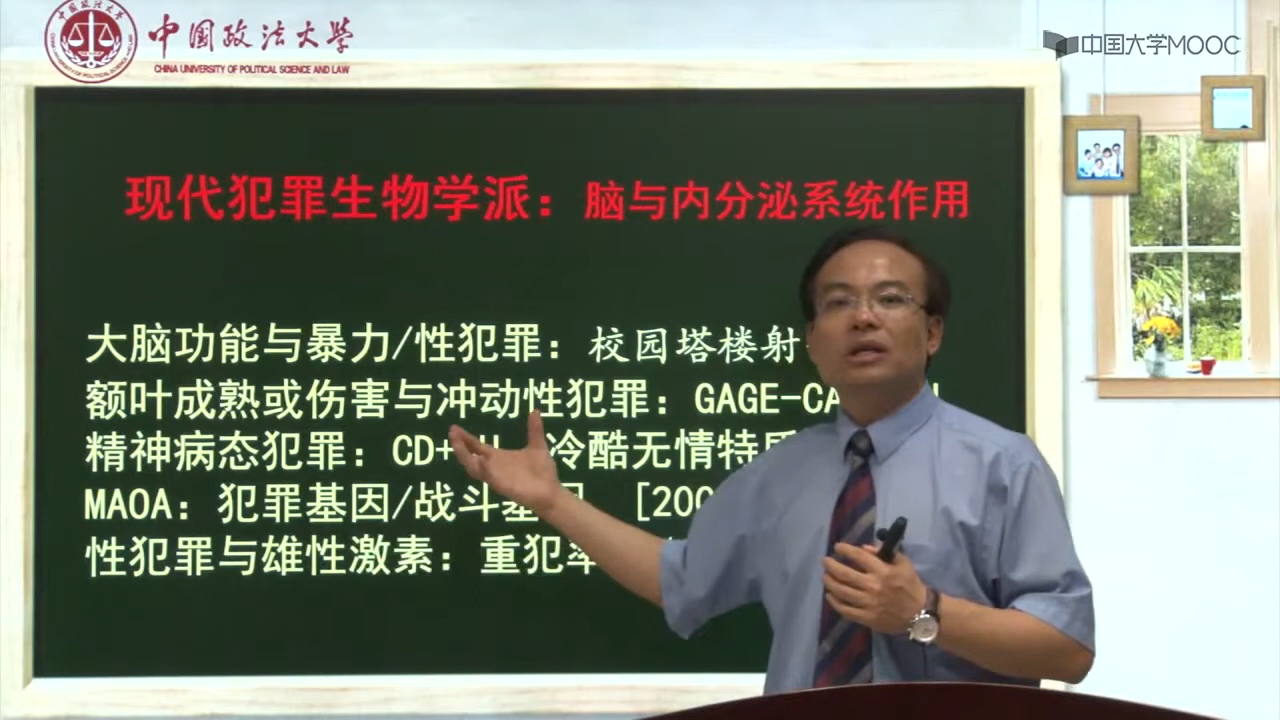 中国政法大学
CHINA UNIVERSITY OF POLITICAL SCIENCE AND LAW
中国大学MOOC
现代犯罪生物学派：脑与内分泌系统作用
大脑功能与暴力/性犯罪：校园塔楼射
额叶成熟或伤害与冲动性犯罪：GAGE-CA
精神病态犯罪：CD+ 冷酷无情特质
MAOA：犯罪基因/战斗基因 [200
性犯罪与雄性激素：重犯率